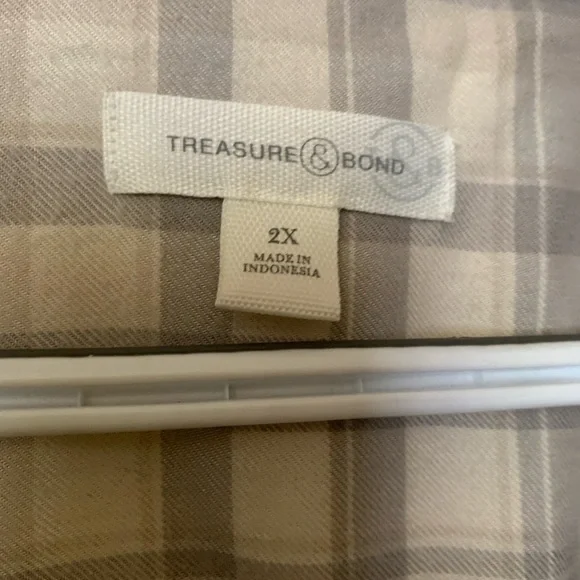 TREASURE & BOND
2X
MADE IN
INDONESIA